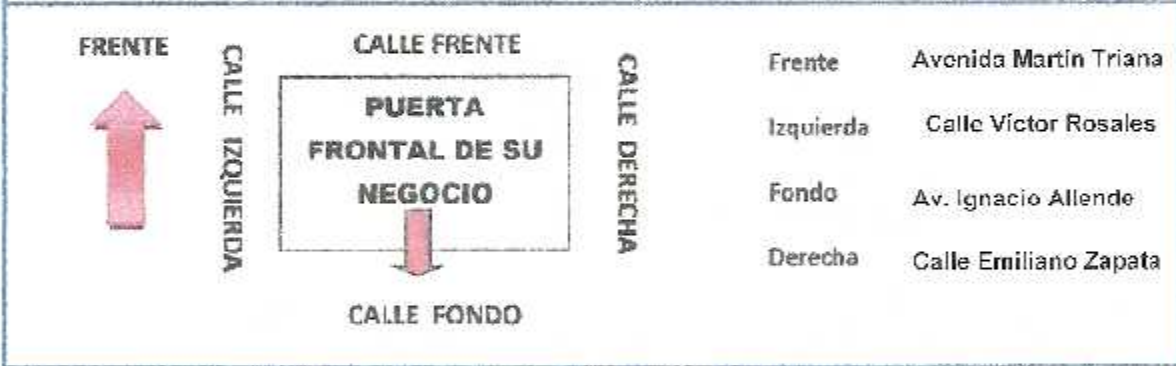 FRENTE
CALLE IZQUIERDA
CALLE FRENTE
PUERTA
FRONTAL DE SU
NEGOCIO
CALLE FONDO
CALLE DERECHA
Frente Avenida Martín Triana
Izquierda Calle Víctor Rosales
Fondo Av. Ignacio Allende
Derecha Calle Emiliano Zapata